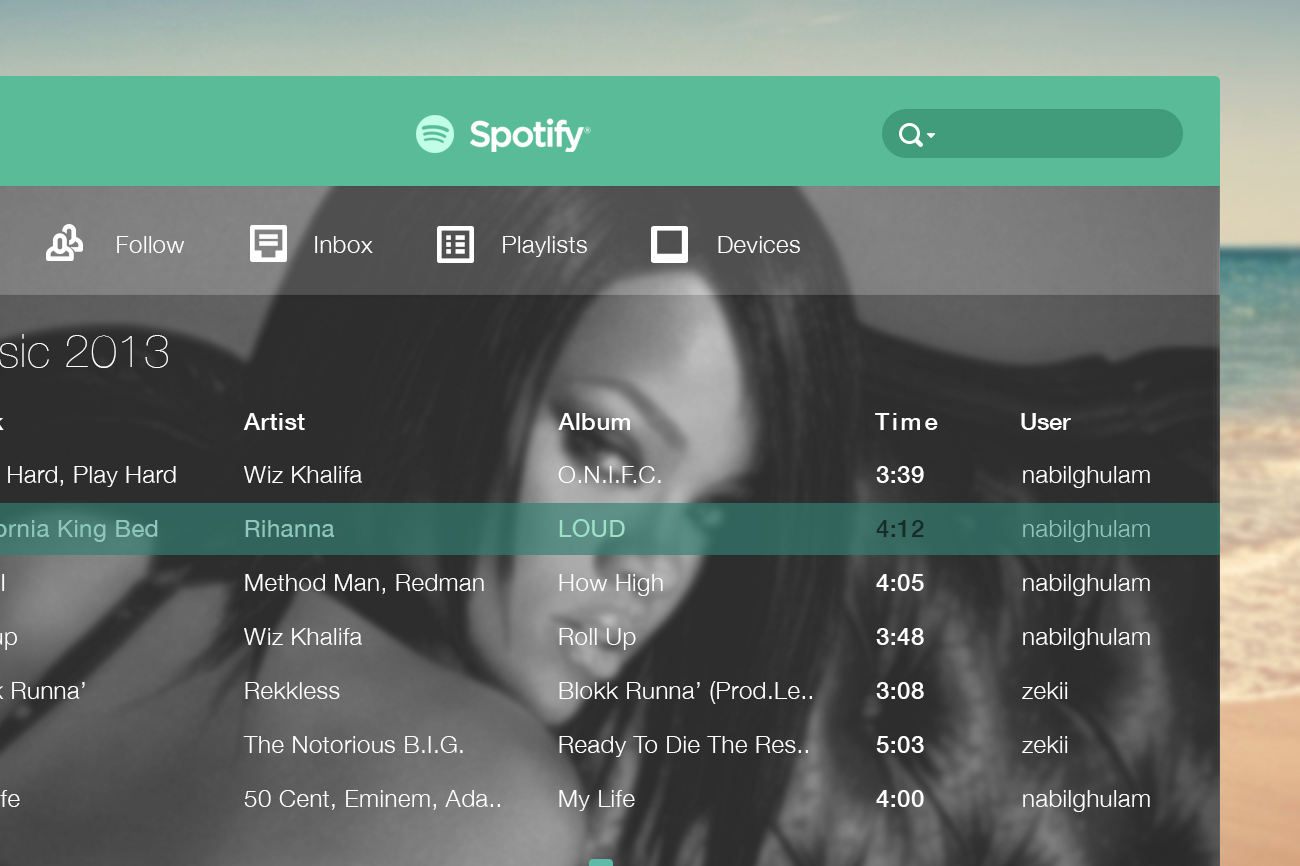 Spotify®
Follow Inbox Playlists Devices
sic 2013
k Artist Album Time User
Hard, Play Hard Wiz Khalifa O.N.I.F.C. 3:39 nabilghulam
ornia King Bed Rihanna LOUD 4:12 nabilghulam
l Method Man, Redman How High 4:05 nabilghulam
up Wiz Khalifa Roll Up 3:48 nabilghulam
k Runna’ Rekkless Blokk Runna’ (Prod.Le.. 3:08 zekii
The Notorious B.I.G. Ready To Die The Res.. 5:03 zekii
fe 50 Cent, Eminem, Ada.. My Life 4:00 nabilghulam